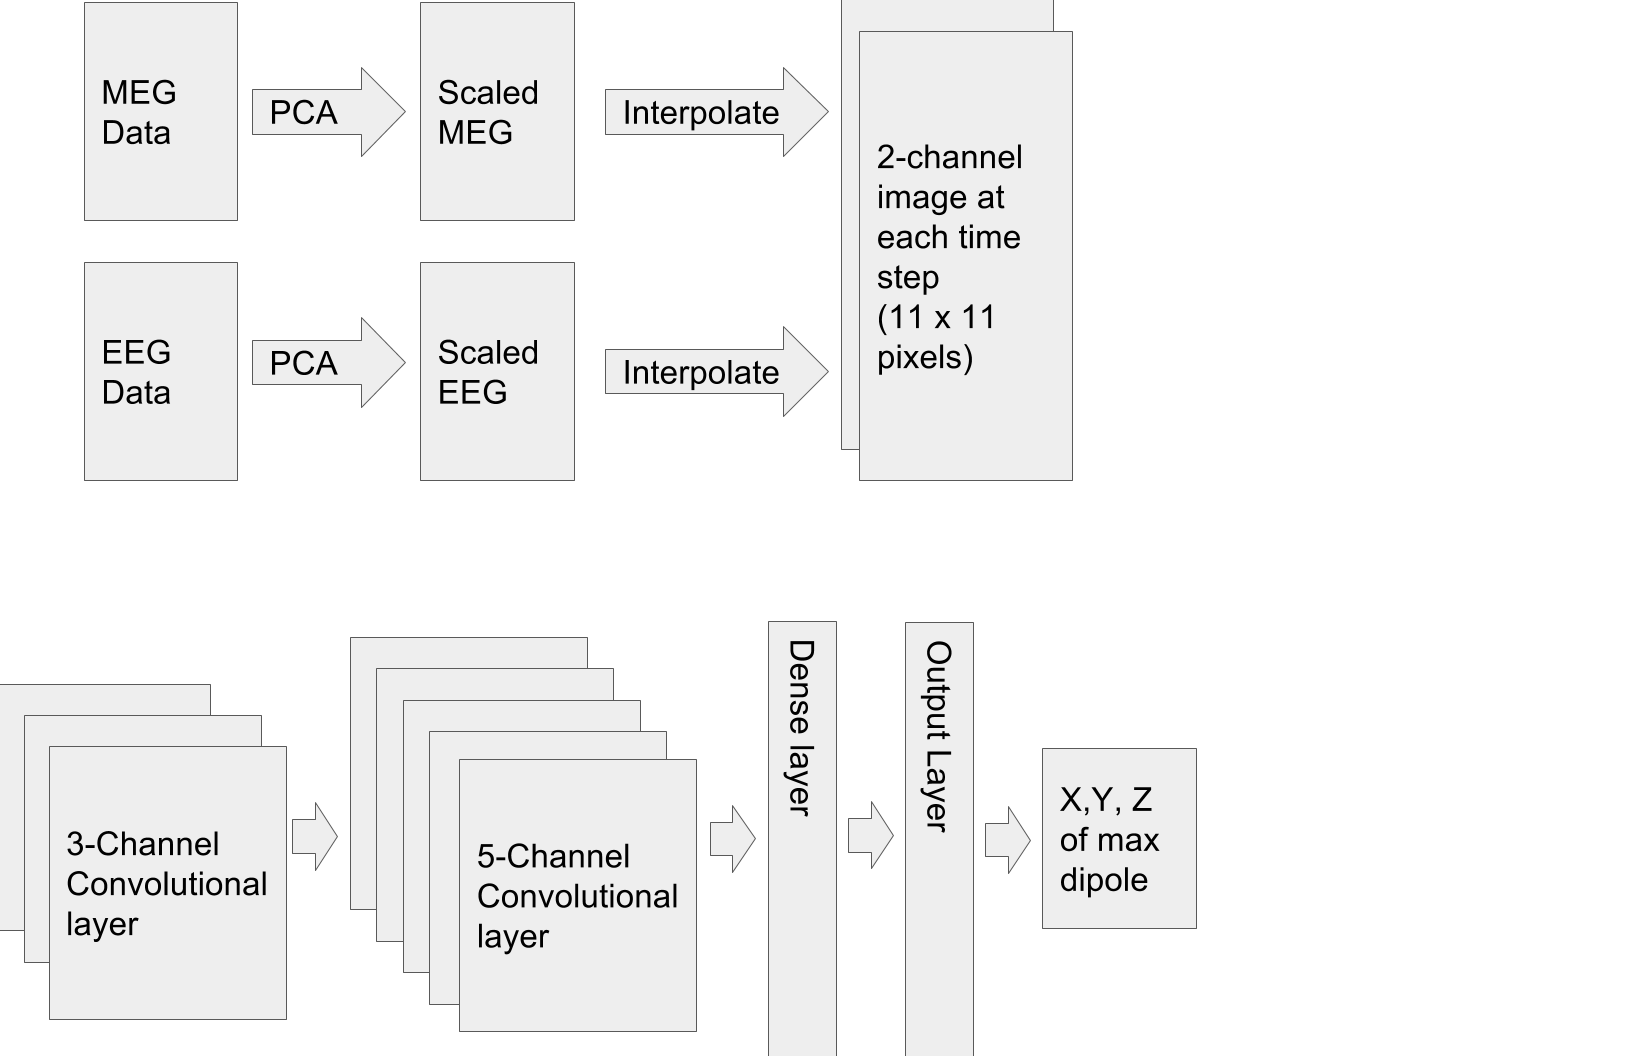 MEG
Data
PCA
Scaled
MEG
Interpolate
EEG
Data
PCA
Scaled
EEG
Interpolate
2-channel
image at
each time
step
(11 x 11
pixels)
3-Channel
Convolutional
layer
5-Channel
Convolutional
layer
Dense layer
Output Layer
X,Y, Z
of max
dipole